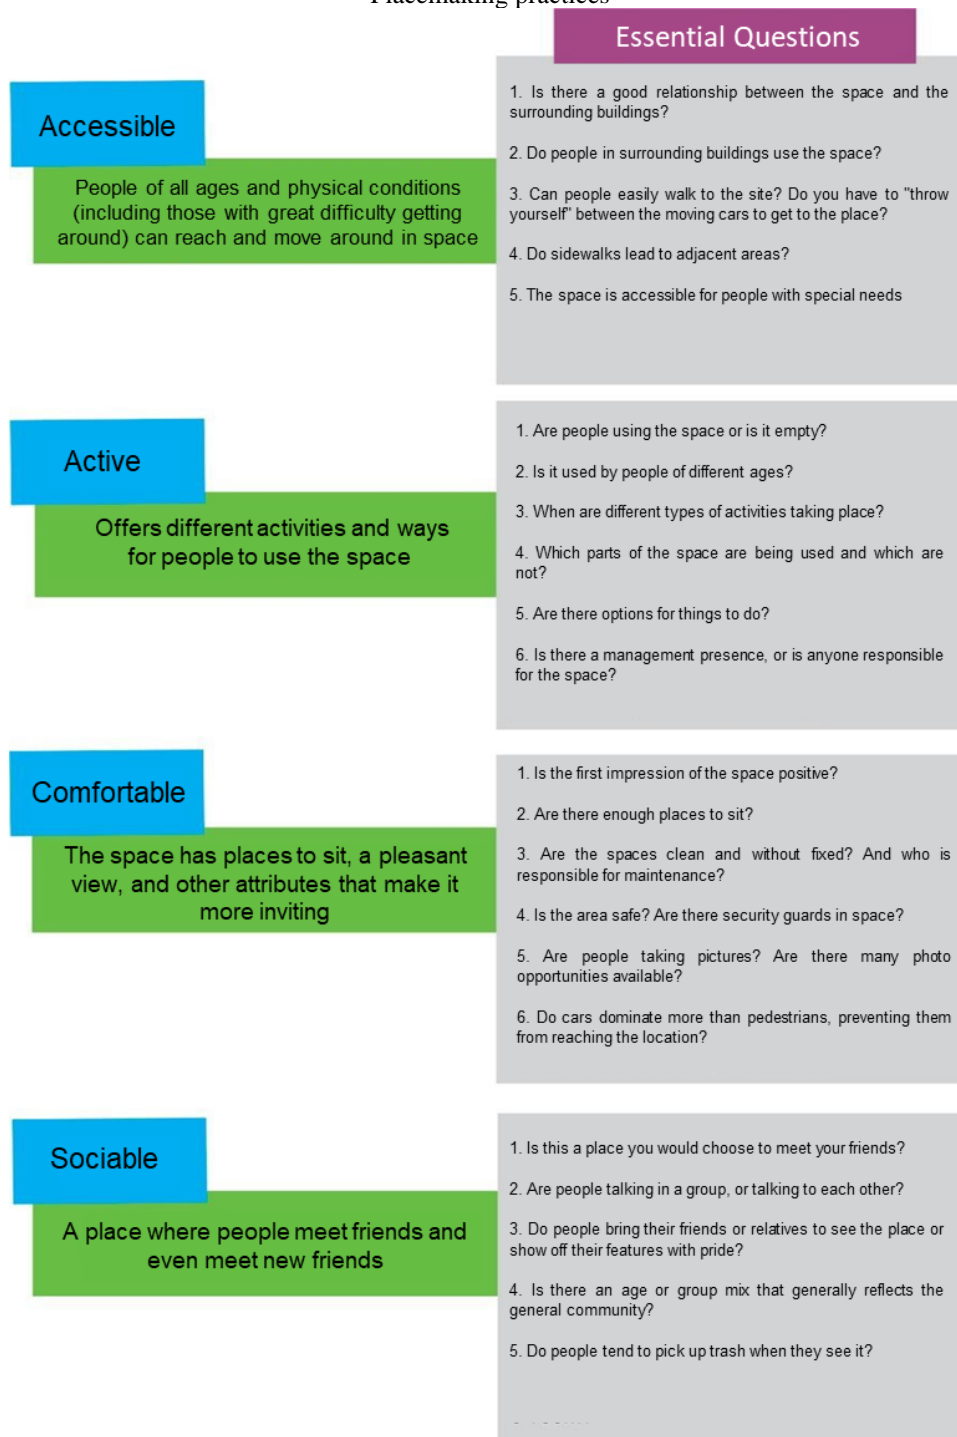 Placemaking practices
Essential Questions
Accessible
People of all ages and physical conditions
(including those with great difficulty getting
around) can reach and move around in space
1. Is there a good relationship between the space and the
surrounding buildings?
2. Do people in surrounding buildings use the space?
3. Can people easily walk to the site? Do you have to "throw
yourself" between the moving cars to get to the place?
4. Do sidewalks lead to adjacent areas?
5. The space is accessible for people with special needs
Active
Offers different activities and ways
for people to use the space
1. Are people using the space or is it empty?
2. Is it used by people of different ages?
3. When are different types of activities taking place?
4. Which parts of the space are being used and which are
not?
5. Are there options for things to do?
6. Is there a management presence, or is anyone responsible
for the space?
Comfortable
The space has places to sit, a pleasant
view, and other attributes that make it
more inviting
1. Is the first impression of the space positive?
2. Are there enough places to sit?
3. Are the spaces clean and without fixed? And who is
responsible for maintenance?
4. Is the area safe? Are there security guards in space?
5. Are people taking pictures? Are there many photo
opportunities available?
6. Do cars dominate more than pedestrians, preventing them
from reaching the location?
Sociable
A place where people meet friends and
even meet new friends
1. Is this a place you would choose to meet your friends?
2. Are people talking in a group, or talking to each other?
3. Do people bring their friends or relatives to see the place or
show off their features with pride?
4. Is there an age or group mix that generally reflects the
general community?
5. Do people tend to pick up trash when they see it?